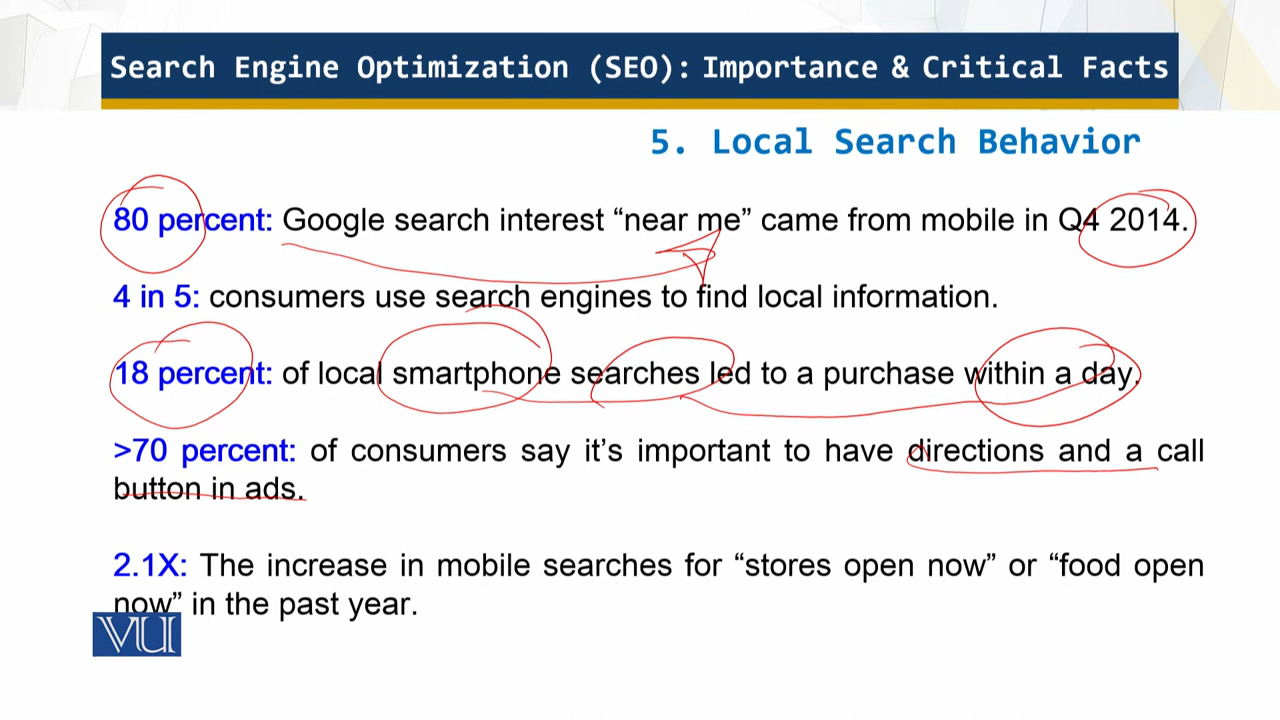 Search Engine Optimization (SEO): Importance & Critical Facts
5. Local Search Behavior
80 percent: Google search interest “near me” came from mobile in Q4 2014.
4 in 5: consumers use search engines to find local information.
18 percent: of local smartphone searches led to a purchase within a day.
>70 percent: of consumers say it’s important to have directions and a call
button in ads.
2.1X: The increase in mobile searches for “stores open now” or “food open
now” in the past year.
VU